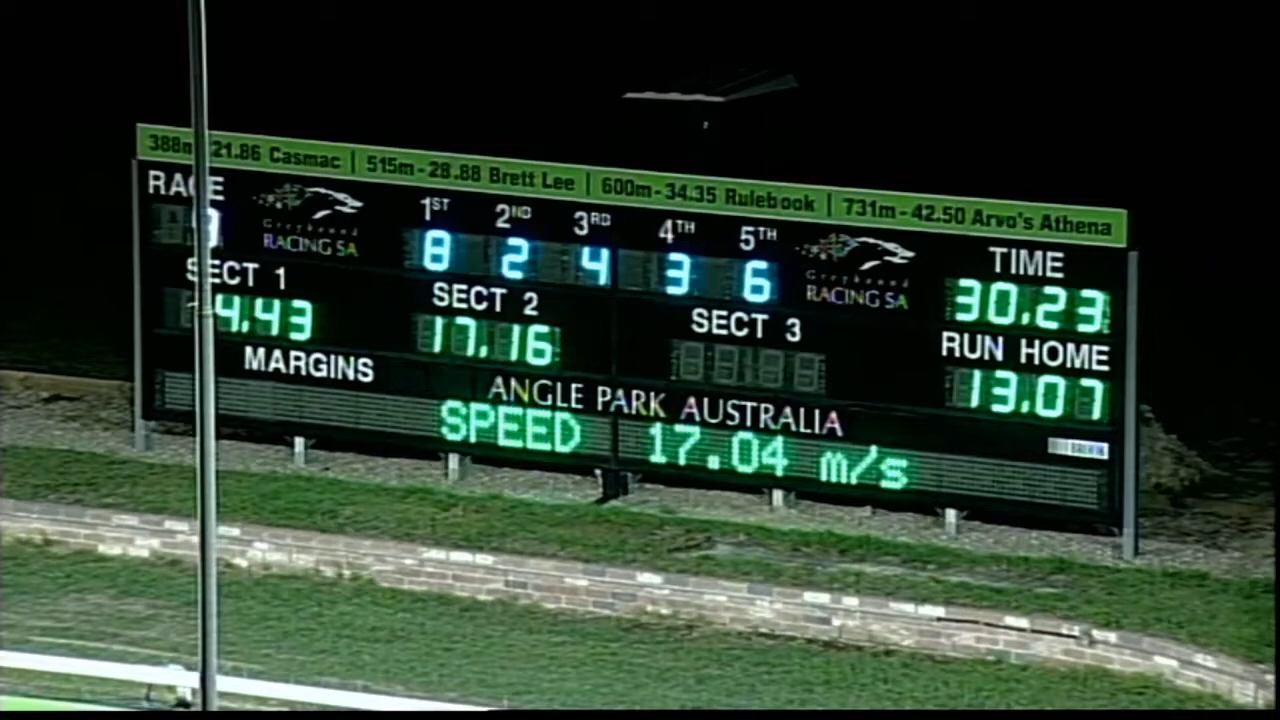 388m-21.86 Casmac | 515m-28.88 Brett Lee | 600m-34.35 Rulebook | 731m-42.50 Arvo's Athena
RACE
Greyhound
RACING SA
1ST 2ND 3RD 4TH 5TH
8 2 4 3 6
Greyhound
RACING SA
TIME
30.23
SECT 1
4.43
SECT 2
17.16
SECT 3
RUN HOME
13.07
MARGINS
ANGLE PARK AUSTRALIA
SPEED 17.04 m/s